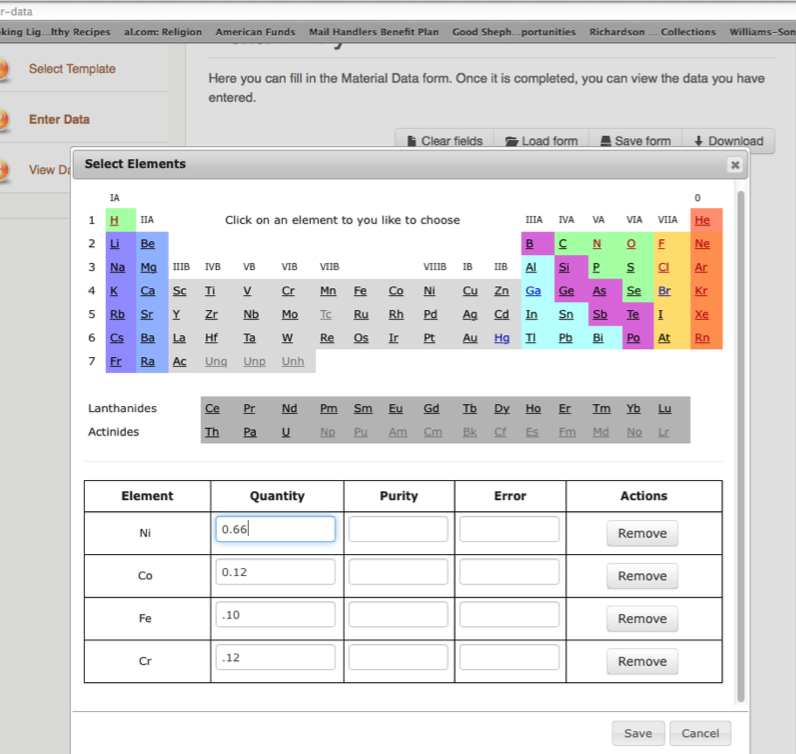 r-data
king Lig...lthy Recipes al.com: Religion American Funds Mail Handlers Benefit Plan Good Sheph...portunities Richardson ... Collections Williams-Son
Select Template
Here you can fill in the Material Data form. Once it is completed, you can view the data you have
entered.
Enter Data
Clear fields Load form Save form Download
View Da
Select Elements
IA 0
1 H IIA Click on an element to you like to choose IIIA IVA VA VIA VIIA He
2 Li Be B C N O F Ne
3 Na Mg IIIB IVB VB VIB VIIB VIIIB IB IIB Al Si P S Cl Ar
4 K Ca Sc Ti V Cr Mn Fe Co Ni Cu Zn Ga Ge As Se Br Kr
5 Rb Sr Y Zr Nb Mo Tc Ru Rh Pd Ag Cd In Sn Sb Te I Xe
6 Cs Ba La Hf Ta W Re Os Ir Pt Au Hg Tl Pb Bi Po At Rn
7 Fr Ra Ac Unq Unp Unh
Lanthanides Ce Pr Nd Pm Sm Eu Gd Tb Dy Ho Er Tm Yb Lu
Actinides Th Pa U Np Pu Am Cm Bk Cf Es Fm Md No Lr
Element Quantity Purity Error Actions
Ni 0.66 Remove
Co 0.12 Remove
Fe .10 Remove
Cr .12 Remove
Save Cancel